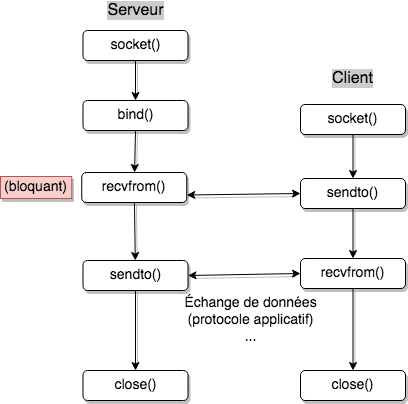 Serveur
socket()
bind()
(bloquant)
recvfrom()
sendto()
close()
Client
socket()
sendto()
recvfrom()
close()
Échange de données
(protocole applicatif)
...